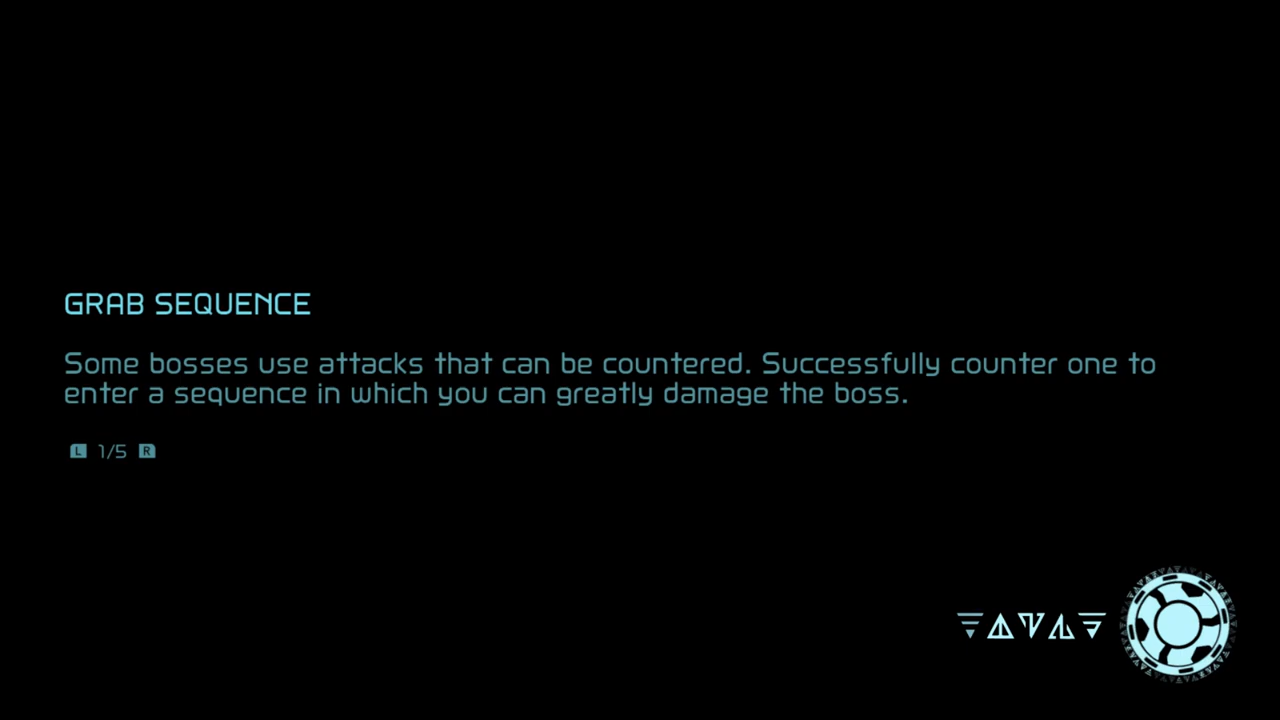 GRAB SEQUENCE
Some bosses use attacks that can be countered. Successfully counter one to
enter a sequence in which you can greatly damage the boss.
L 1/5 R